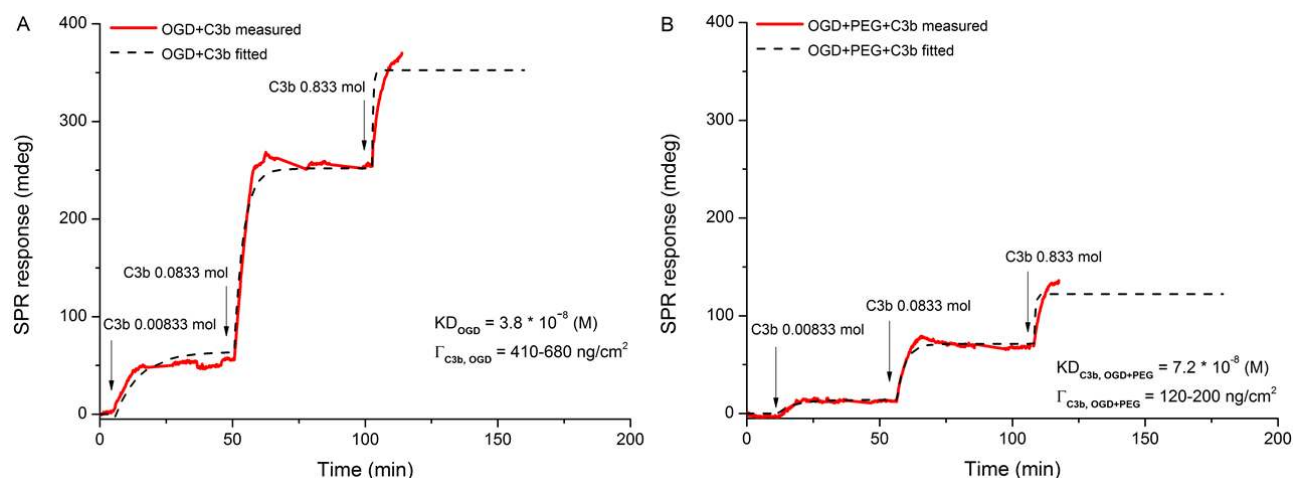 A
OGD+C3b measured
OGD+C3b fitted
C3b 0.833 mol
C3b 0.0833 mol
C3b 0.00833 mol
KD_OGD = 3.8 * 10⁻⁸ (M)
Γ_C3b, OGD = 410-680 ng/cm²
SPR response (mdeg)
400
300
200
100
0
0 50 100 150 200
Time (min)
B
OGD+PEG+C3b measured
OGD+PEG+C3b fitted
C3b 0.833 mol
C3b 0.0833 mol
C3b 0.00833 mol
KD_C3b, OGD+PEG = 7.2 * 10⁻⁸ (M)
Γ_C3b, OGD+PEG = 120-200 ng/cm²
SPR response (mdeg)
400
300
200
100
0
0 50 100 150 200
Time (min)